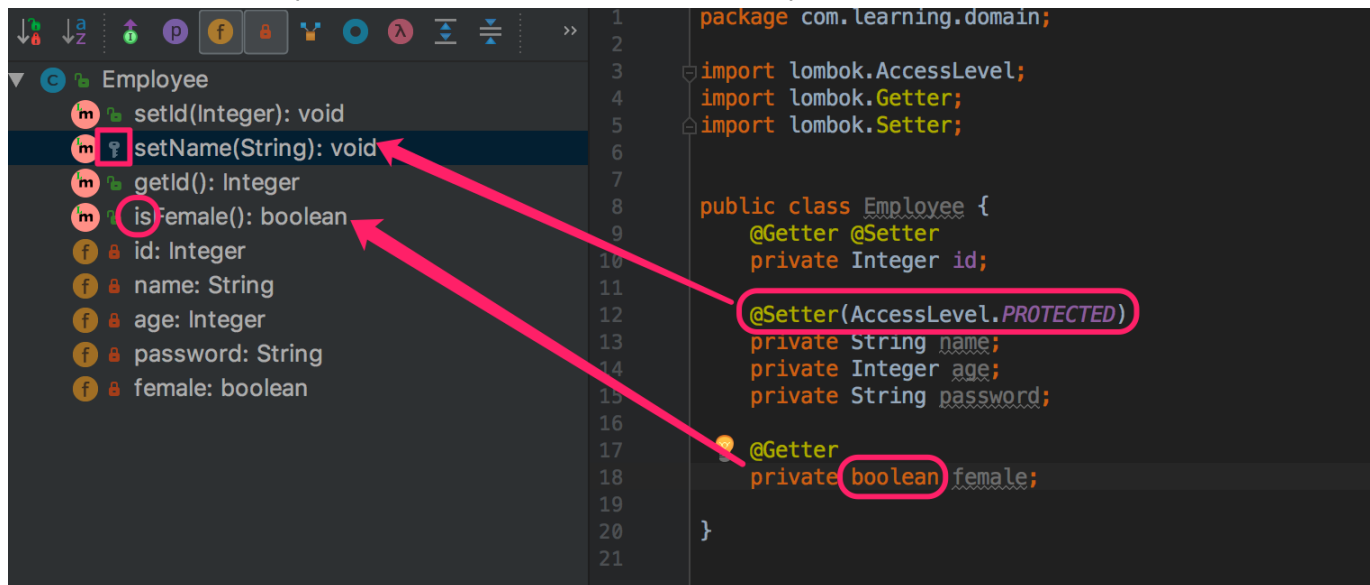 Employee
setId(Integer): void
setName(String): void
getId(): Integer
isFemale(): boolean
id: Integer
name: String
age: Integer
password: String
female: boolean
1 package com.learning.domain;
2
3 import lombok.AccessLevel;
4 import lombok.Getter;
5 import lombok.Setter;
6
7
8 public class Employee {
9 @Getter @Setter
10 private Integer id;
11
12 @Setter(AccessLevel.PROTECTED)
13 private String name;
14 private Integer age;
15 private String password;
16
17 @Getter
18 private boolean female;
19
20 }
21